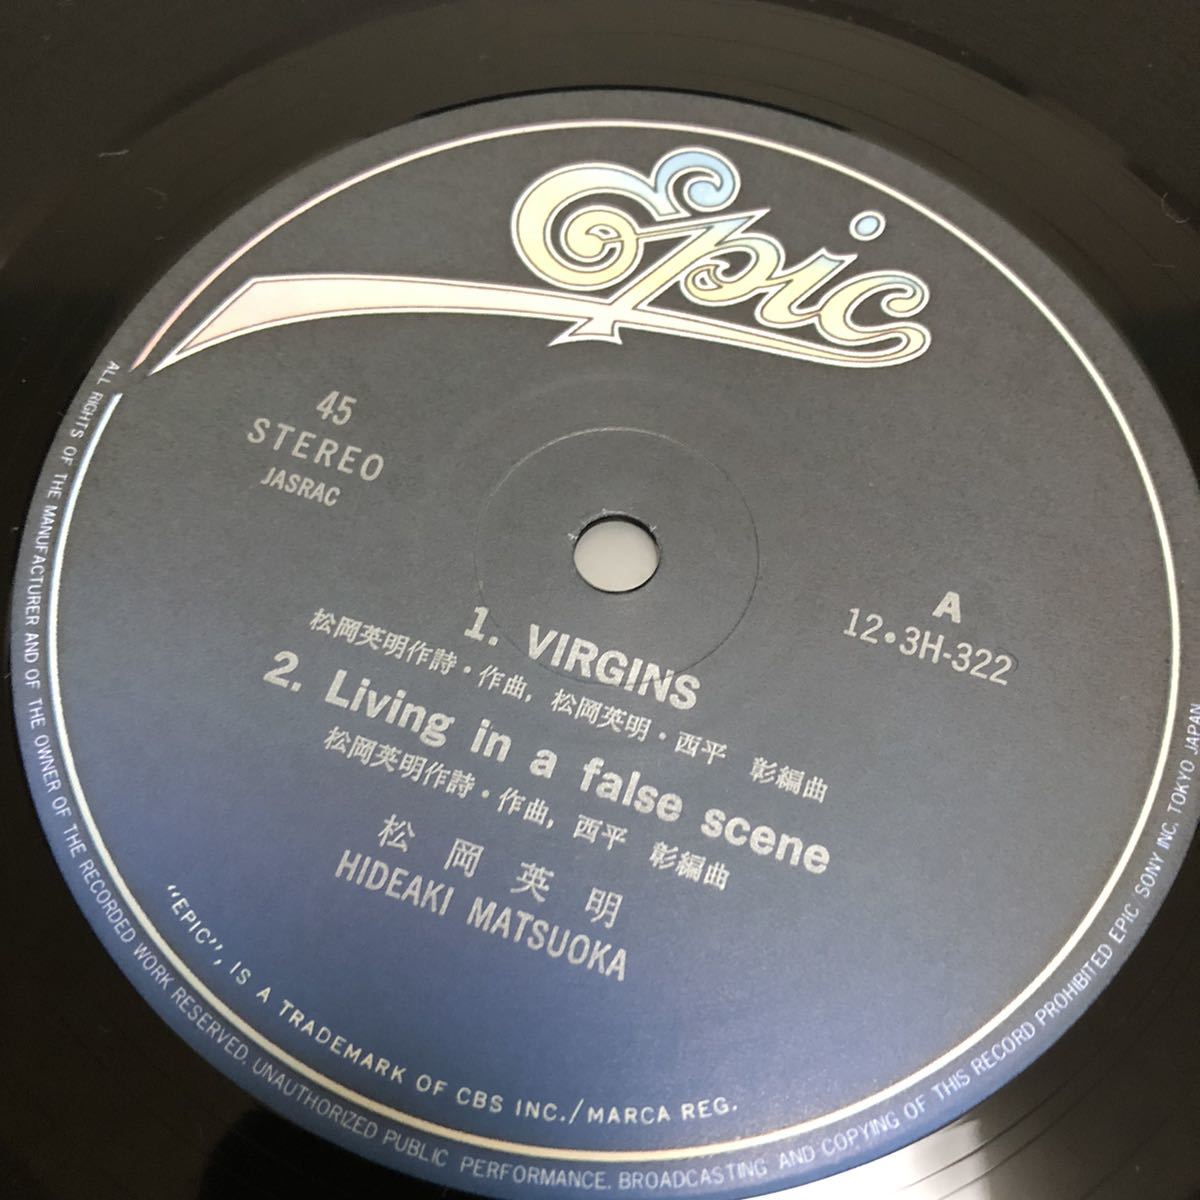 Epic
45
STEREO
JASRAC
A
12・3H-322
1. VIRGINS
松岡英明作詩・作曲, 松岡英明・西平 彰編曲
2. Living in a false scene
松岡英明作詩・作曲, 西平 彰編曲
松岡英明
HIDEAKI MATSUOKA
"EPIC", IS A TRADEMARK OF CBS INC./MARCA REG.
ALL RIGHTS OF THE MANUFACTURER AND OF THE OWNER OF THE RECORDED WORK RESERVED. UNAUTHORIZED PUBLIC PERFORMANCE. BROADCASTING AND COPYING OF THIS RECORD PROHIBITED EPIC SONY INC. TOKYO JAPAN